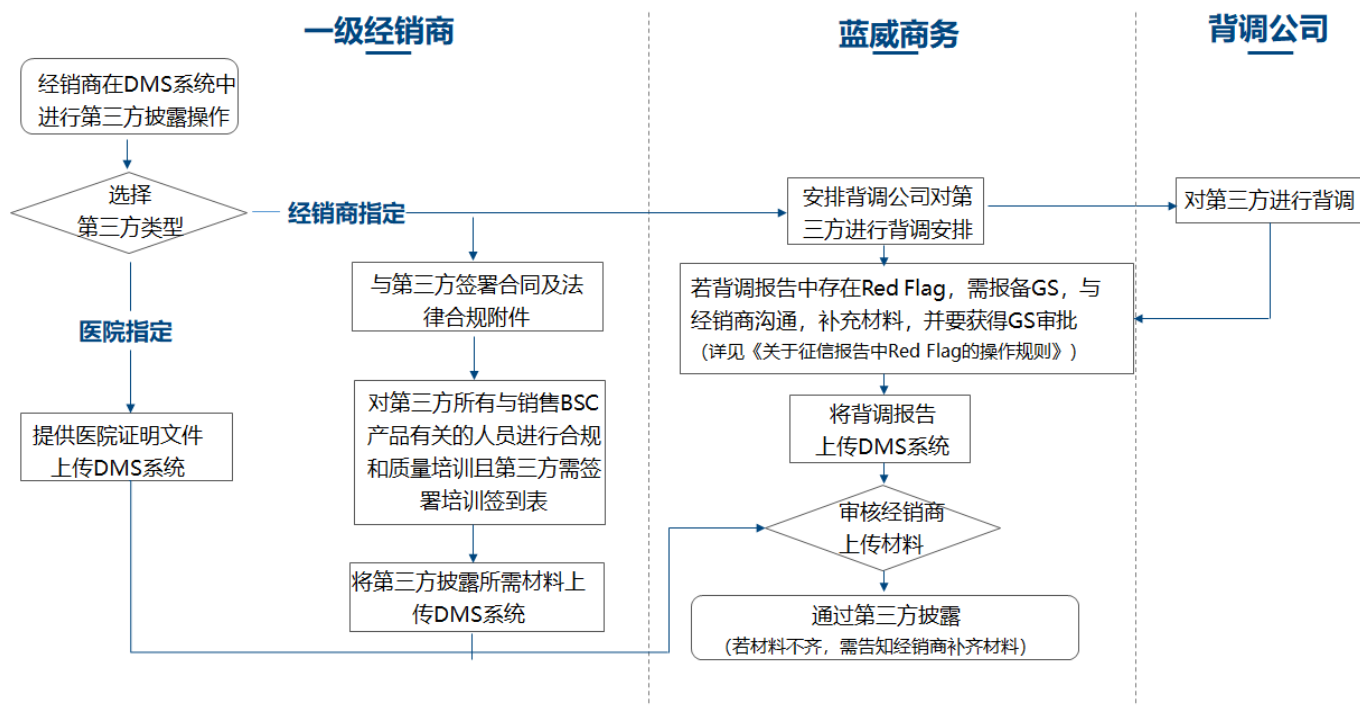 一级经销商
蓝威商务
背调公司
经销商在DMS系统中
进行第三方披露操作
选择
第三方类型
经销商指定
医院指定
提供医院证明文件
上传DMS系统
与第三方签署合同及法
律合规附件
对第三方所有与销售BSC
产品有关的人员进行合规
和质量培训且第三方需签
署培训签到表
将第三方披露所需材料上
传DMS系统
安排背调公司对第
三方进行背调安排
对第三方进行背调
若背调报告中存在Red Flag，需报备GS，与
经销商沟通，补充材料，并要获得GS审批
（详见《关于征信报告中Red Flag的操作规则》）
将背调报告
上传DMS系统
审核经销商
上传材料
通过第三方披露
（若材料不齐，需告知经销商补齐材料）